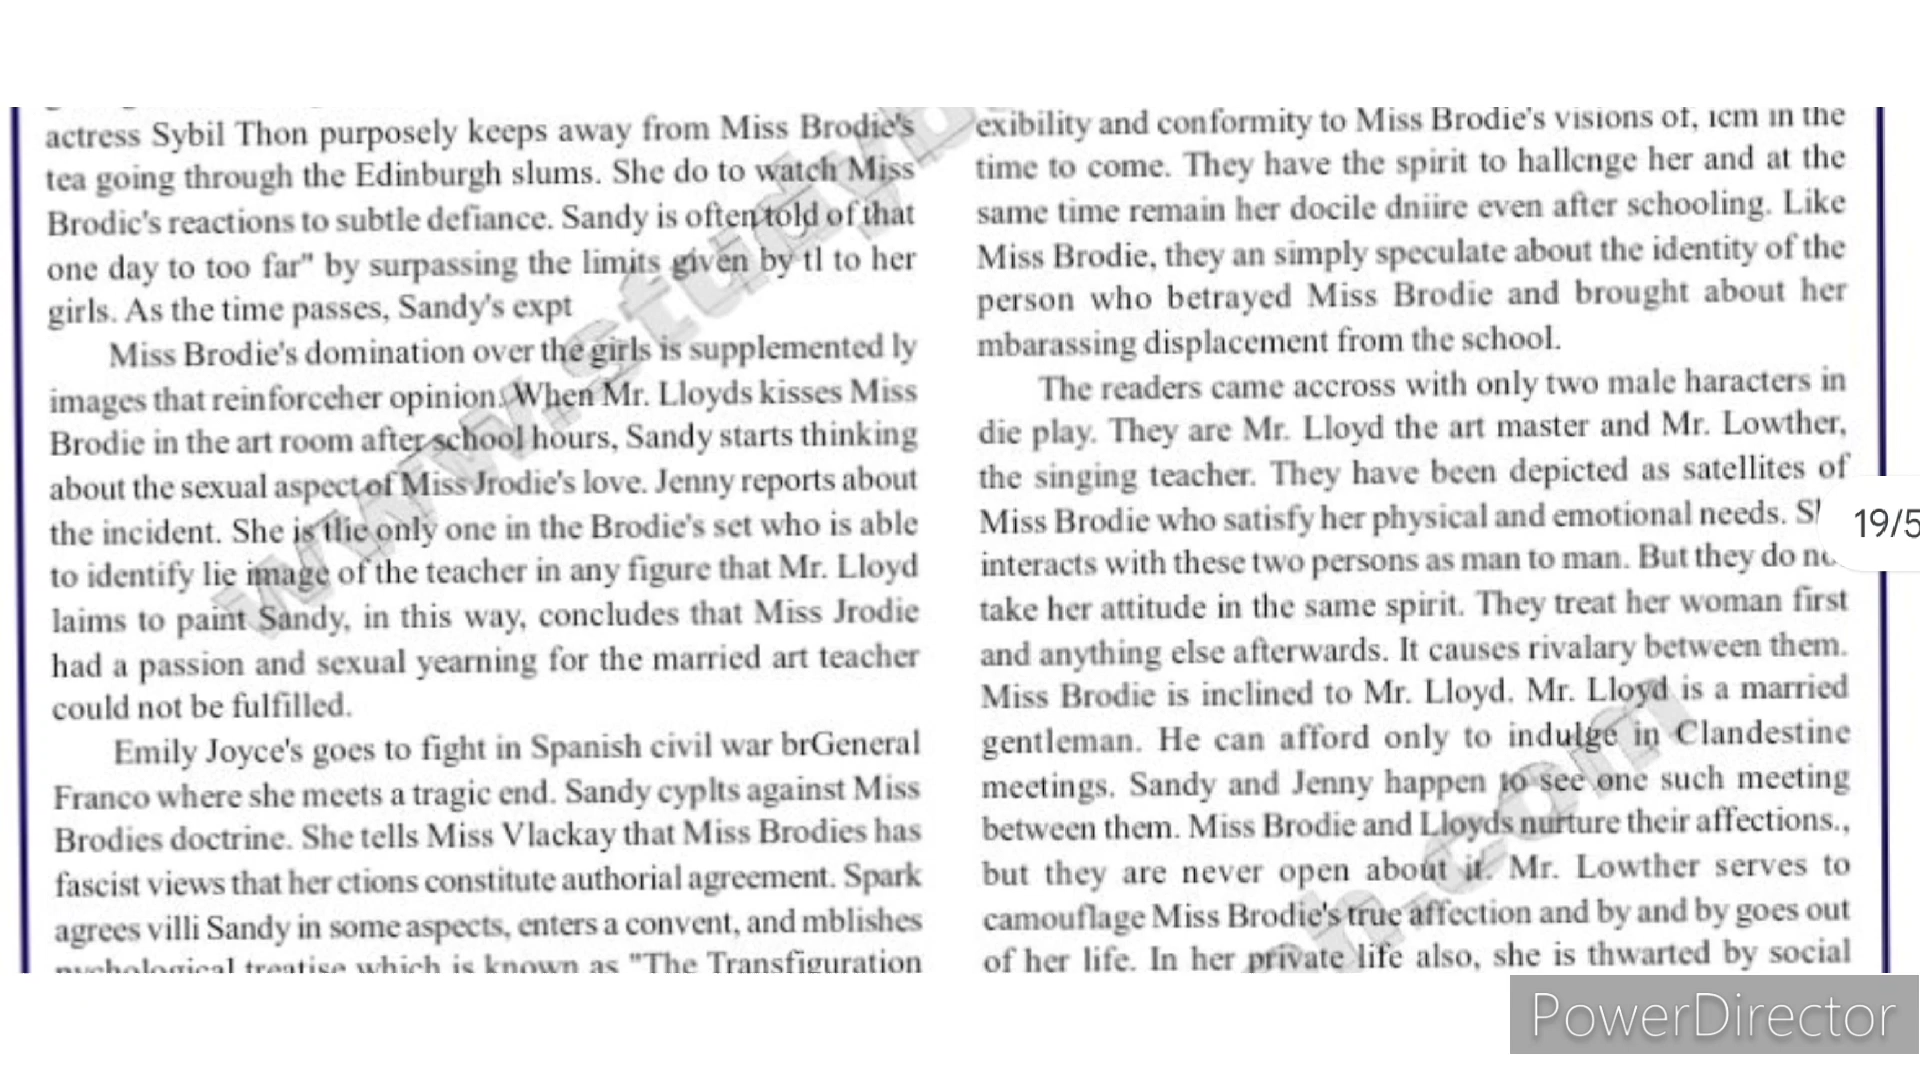 actress Sybil Thon purposely keeps away from Miss Brodie's
tea going through the Edinburgh slums. She do to watch Miss
Brodic's reactions to subtle defiance. Sandy is often told of that
one day to too far" by surpassing the limits given by tl to her
girls. As the time passes, Sandy's expt
Miss Brodie's domination over the girls is supplemented ly
images that reinforceher opinion. When Mr. Lloyds kisses Miss
Brodie in the art room after school hours, Sandy starts thinking
about the sexual aspect of Miss Jrodie's love. Jenny reports about
the incident. She is tlie only one in the Brodie's set who is able
to identify lie image of the teacher in any figure that Mr. Lloyd
laims to paint Sandy, in this way, concludes that Miss Jrodie
had a passion and sexual yearning for the married art teacher
could not be fulfilled.
Emily Joyce's goes to fight in Spanish civil war brGeneral
Franco where she meets a tragic end. Sandy cyplts against Miss
Brodies doctrine. She tells Miss Vlackay that Miss Brodies has
fascist views that her ctions constitute authorial agreement. Spark
agrees villi Sandy in some aspects, enters a convent, and mblishes
treatise which is known as "The Transfiguration
exibility and conformity to Miss Brodie's visions of, icm in the
time to come. They have the spirit to hallcnge her and at the
same time remain her docile dniire even after schooling. Like
Miss Brodie, they an simply speculate about the identity of the
person who betrayed Miss Brodie and brought about her
mbarassing displacement from the school.
The readers came accross with only two male haracters in
die play. They are Mr. Lloyd the art master and Mr. Lowther,
the singing teacher. They have been depicted as satellites of
Miss Brodie who satisfy her physical and emotional needs.
interacts with these two persons as man to man. But they do
take her attitude in the same spirit. They treat her woman first
and anything else afterwards. It causes rivalary between them.
Miss Brodie is inclined to Mr. Lloyd. Mr. Lloyd is a married
gentleman. He can afford only to indulge in Clandestine
meetings. Sandy and Jenny happen to see one such meeting
between them. Miss Brodie and Lloyds nurture their affections.,
but they are never open about it. Mr. Lowther serves to
camouflage Miss Brodie's true affection and by and by goes out
of her life. In her private life also, she is thwarted by social
19/5
PowerDirector